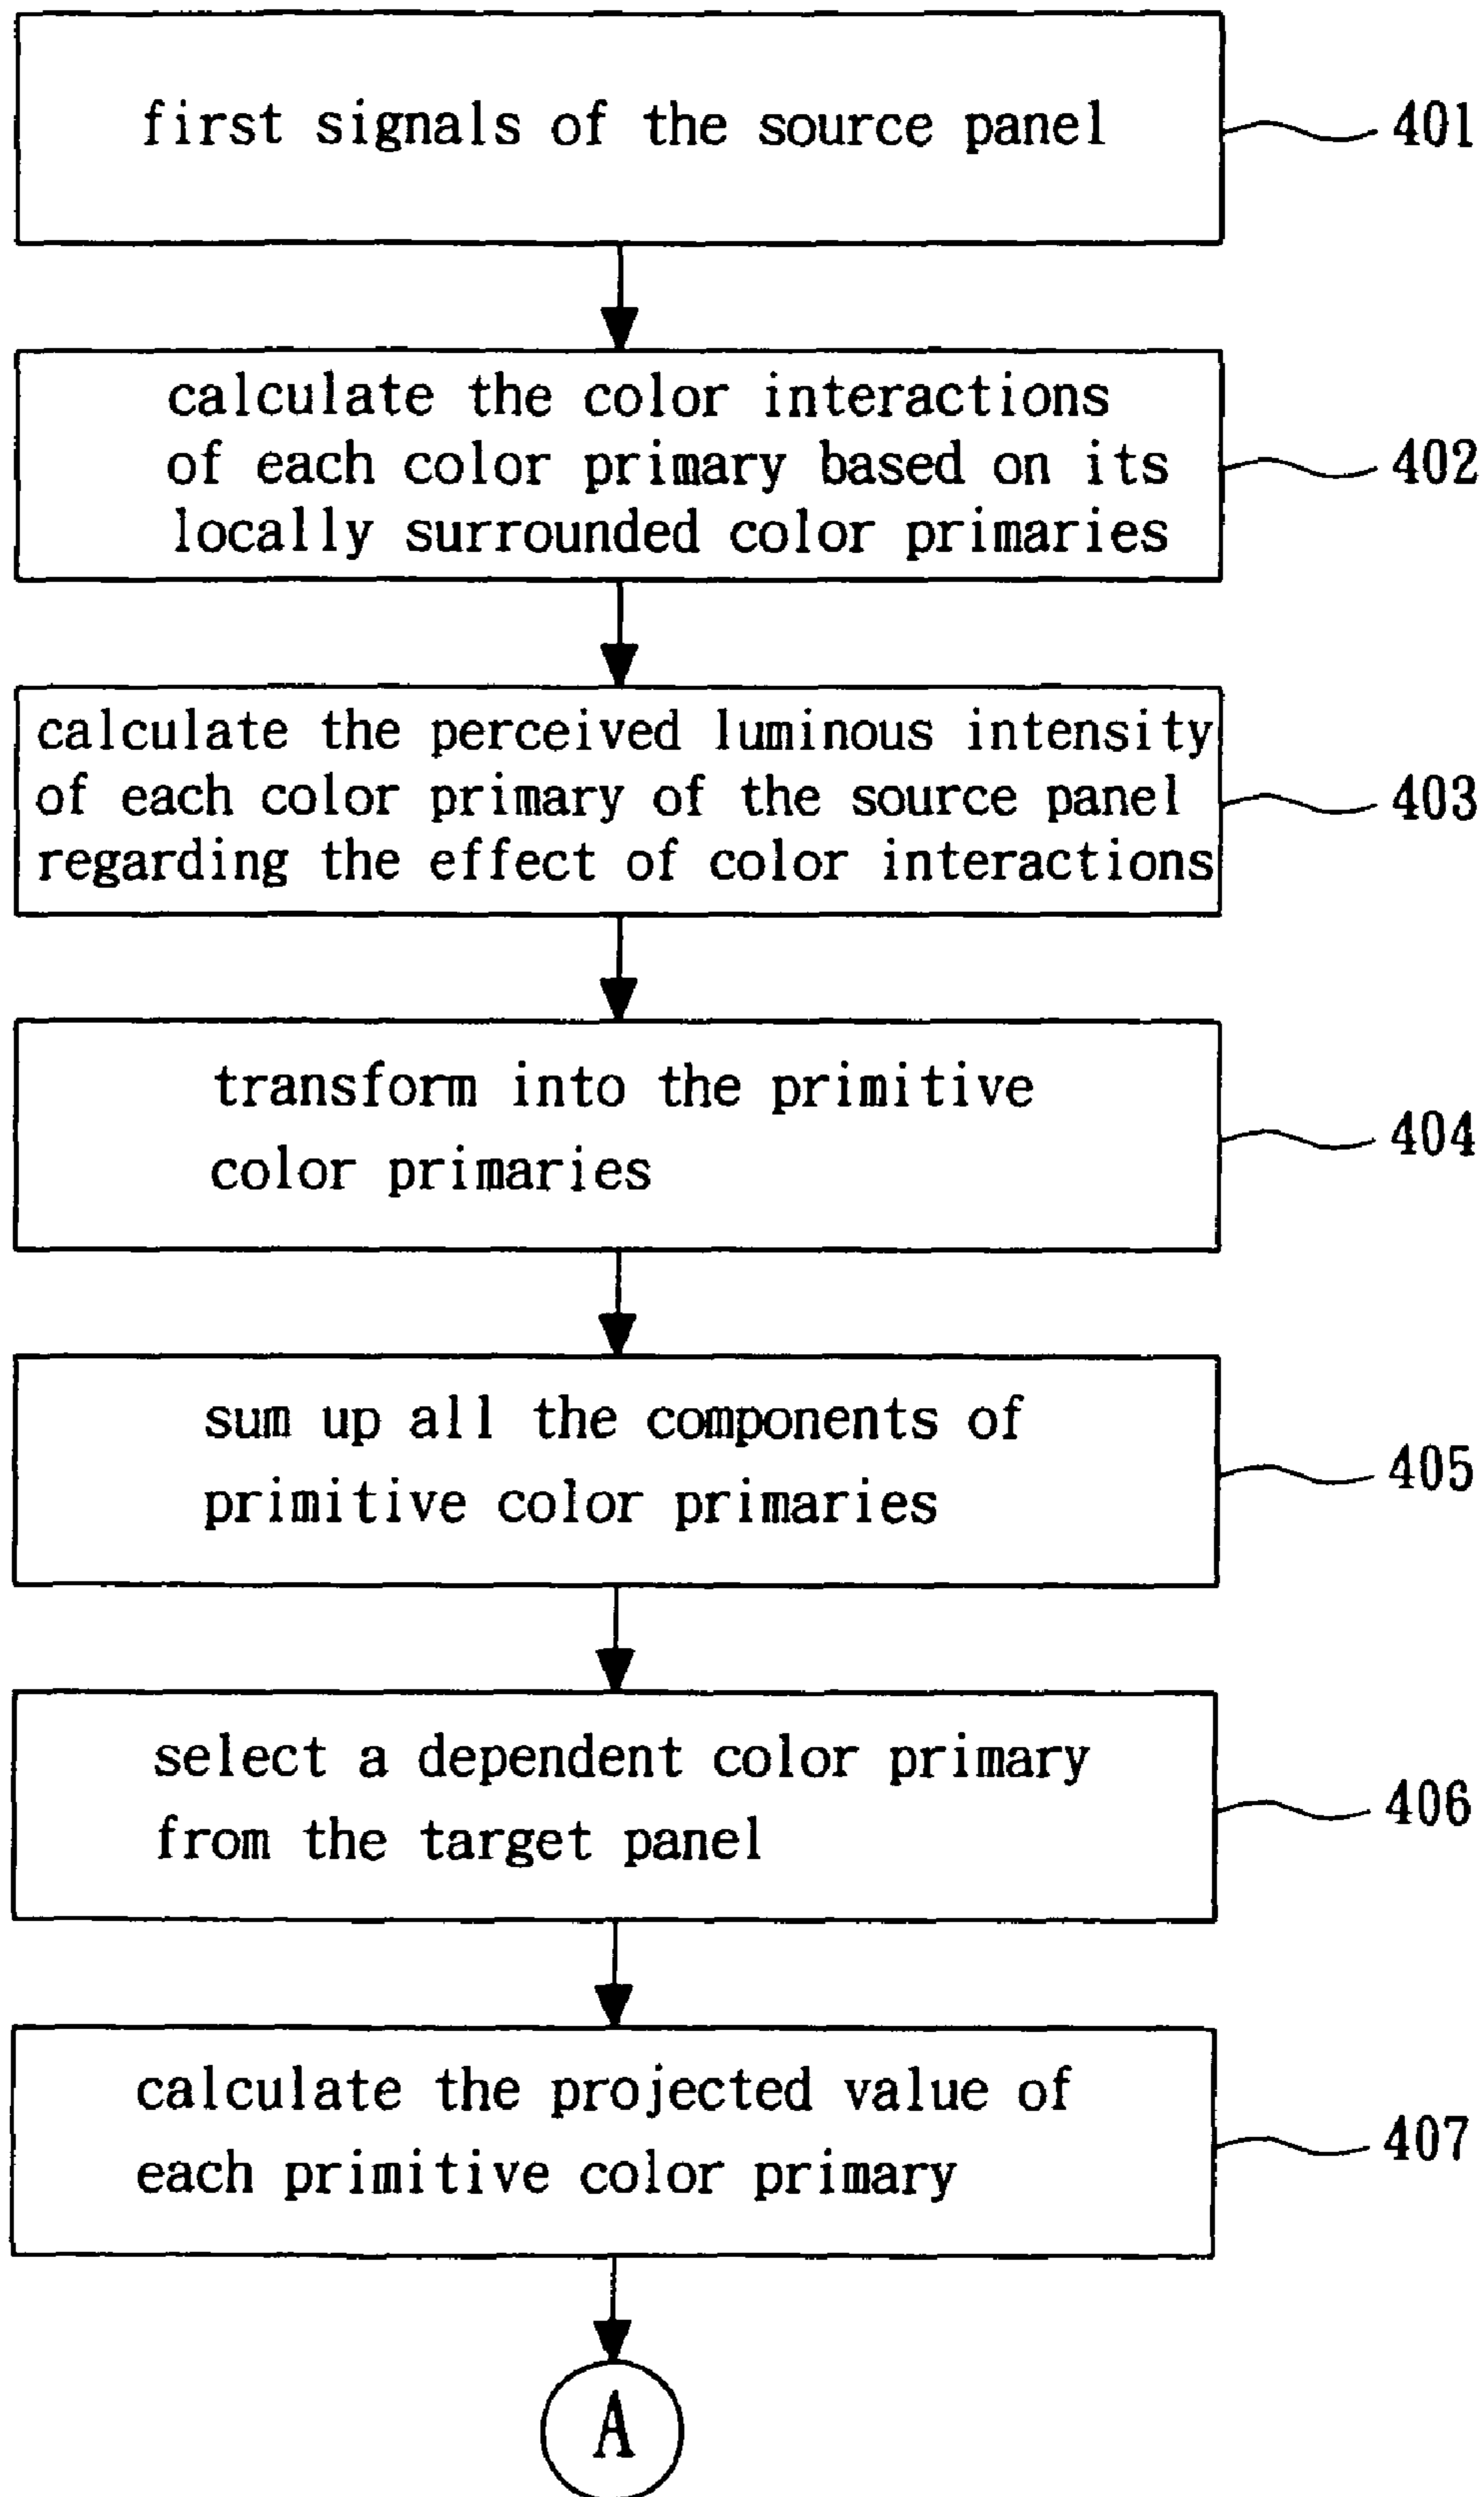 first signals of the source panel
401
calculate the color interactions
of each color primary based on its
locally surrounded color primaries
402
calculate the perceived luminous intensity
of each color primary of the source panel
regarding the effect of color interactions
403
transform into the primitive
color primaries
404
sum up all the components of
primitive color primaries
405
select a dependent color primary
from the target panel
406
calculate the projected value of
each primitive color primary
407
A